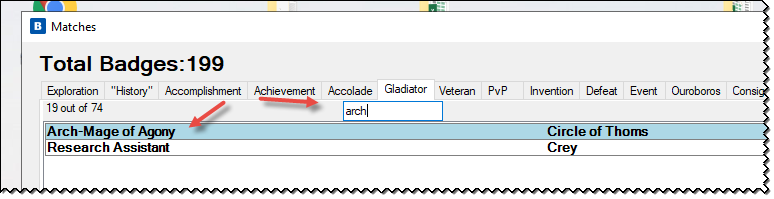 B Matches
Total Badges:199
Exploration "History" Accomplishment Achievement Accolade Gladiator Veteran PvP Invention Defeat Event Ouroboros Consig
19 out of 74 arch
Arch-Mage of Agony Circle of Thorns
Research Assistant Crey